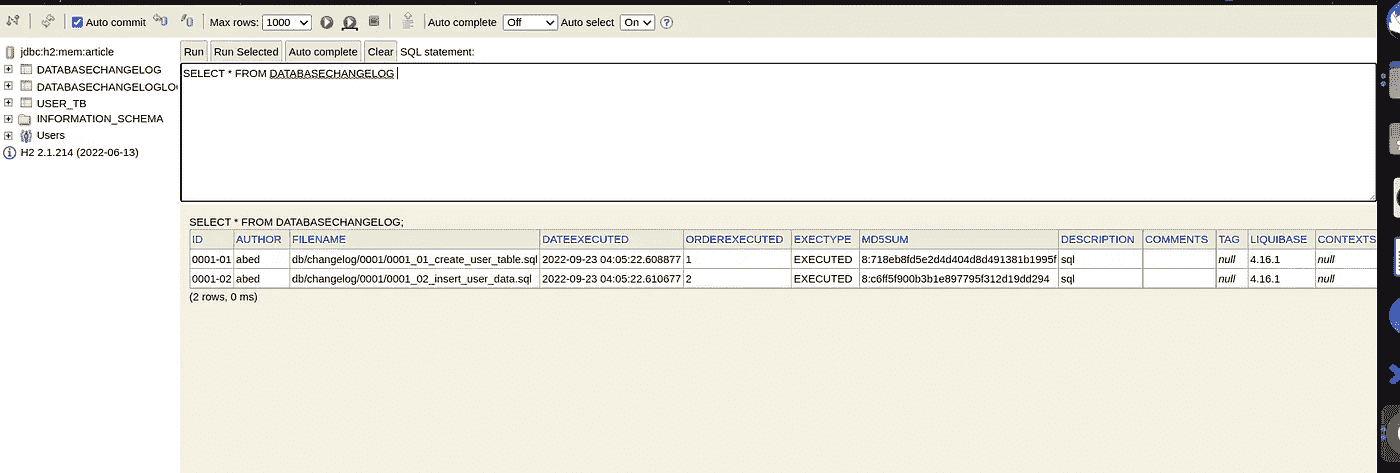 Auto commit Max rows: 1000 Auto complete Off Auto select On ?
jdbc:h2:mem:article
DATABASECHANGELOG
DATABASECHANGELOGLO
USER_TB
INFORMATION_SCHEMA
Users
H2 2.1.214 (2022-06-13)
Run Run Selected Auto complete Clear SQL statement:
SELECT * FROM DATABASECHANGELOG
SELECT * FROM DATABASECHANGELOG;
ID AUTHOR FILENAME DATEEXECUTED ORDEREXECUTED EXECTYPE MD5SUM DESCRIPTION COMMENTS TAG LIQUIBASE CONTEXTS
0001-01 abed db/changelog/0001/0001_01_create_user_table.sql 2022-09-23 04:05:22.608877 1 EXECUTED 8:718eb8fd5e2d4d404d8d491381b1995f sql null 4.16.1 null
0001-02 abed db/changelog/0001/0001_02_insert_user_data.sql 2022-09-23 04:05:22.610677 2 EXECUTED 8:c6ff5f900b3b1e897795f312d19dd294 sql null 4.16.1 null
(2 rows, 0 ms)